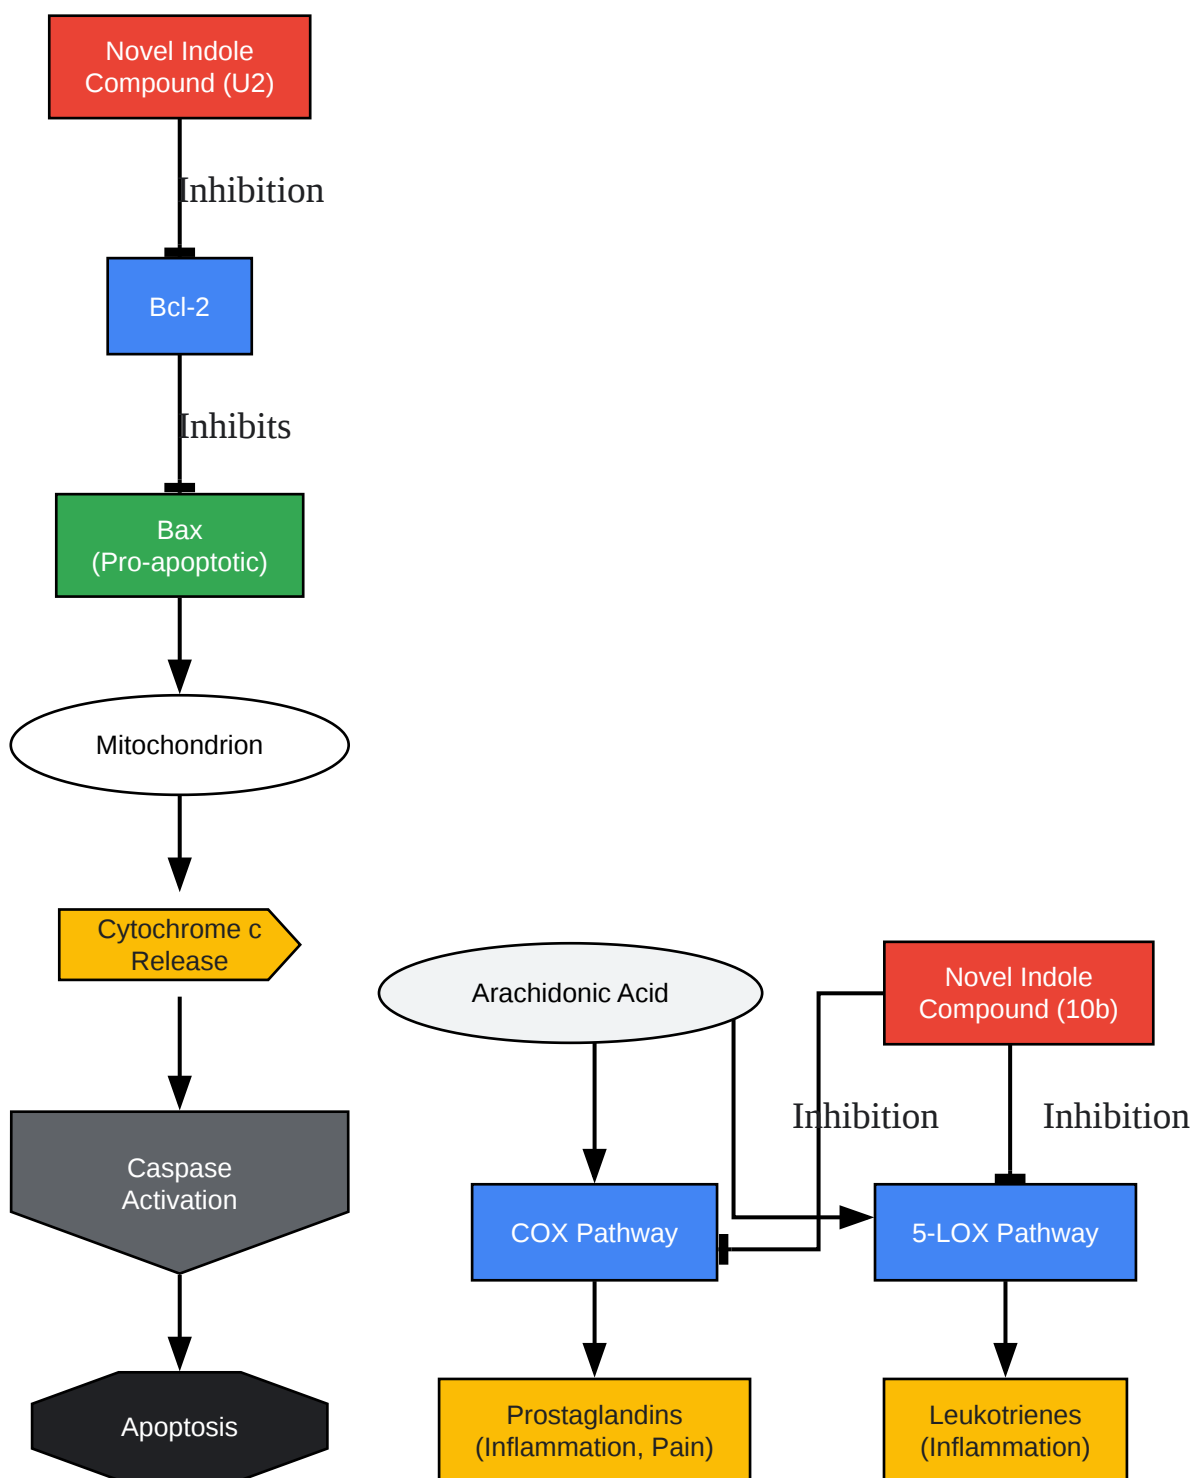 Novel Indole
Compound (U2)
Inhibition
Bcl-2
Inhibits
Bax
(Pro-apoptotic)
Mitochondrion
Cytochrome c
Release
Caspase
Activation
Apoptosis
Arachidonic Acid
Novel Indole
Compound (10b)
Inhibition
Inhibition
COX Pathway
5-LOX Pathway
Prostaglandins
(Inflammation, Pain)
Leukotrienes
(Inflammation)